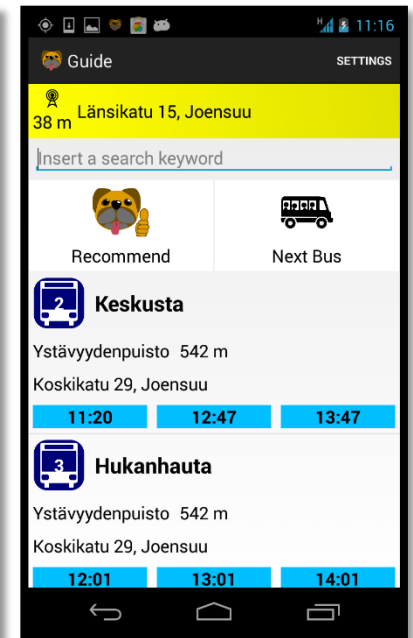 H 11:16
Guide SETTINGS
38 m Länsikatu 15, Joensuu
Insert a search keyword
Recommend Next Bus
2 Keskusta
Ystävyydenpuisto 542 m
Koskikatu 29, Joensuu
11:20 12:47 13:47
3 Hukanhauta
Ystävyydenpuisto 542 m
Koskikatu 29, Joensuu
12:01 13:01 14:01